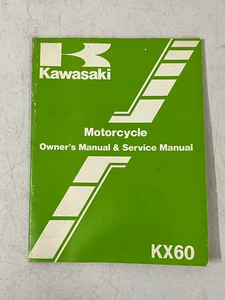 Kawasaki
Motorcycle
Owner's Manual & Service Manual
KX60